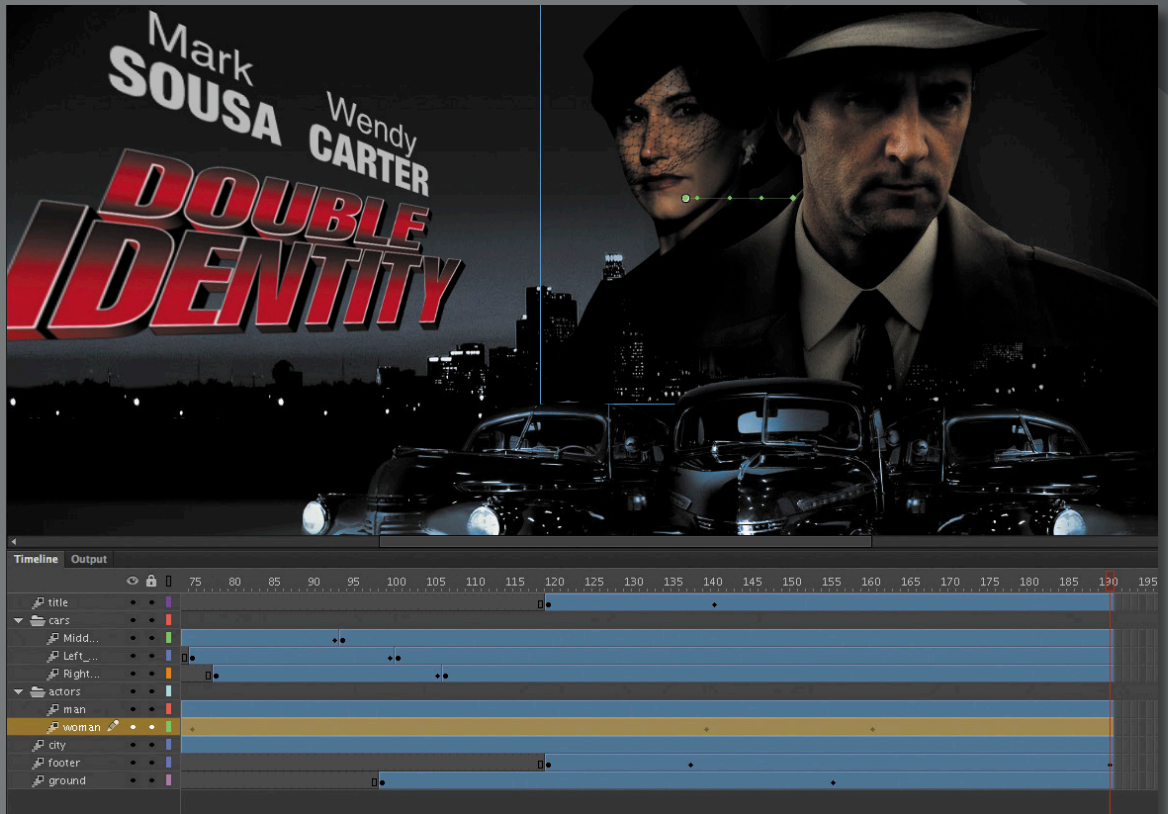 Mark
SOUSA
Wendy
CARTER
DOUBLE
IDENTITY
Timeline Output
75 80 85 90 95 100 105 110 115 120 125 130 135 140 145 150 155 160 165 170 175 180 185 190 195
title
cars
Midd...
Left_...
Right...
actors
man
woman
city
footer
ground